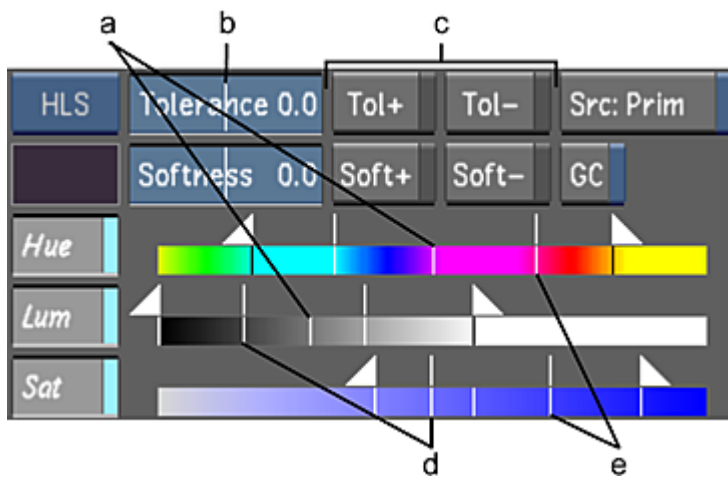 a b c
HLS Tolerance 0.0 Tol+ Tol- Src: Prim
Softness 0.0 Soft+ Soft- GC
Hue
Lum
Sat
d e